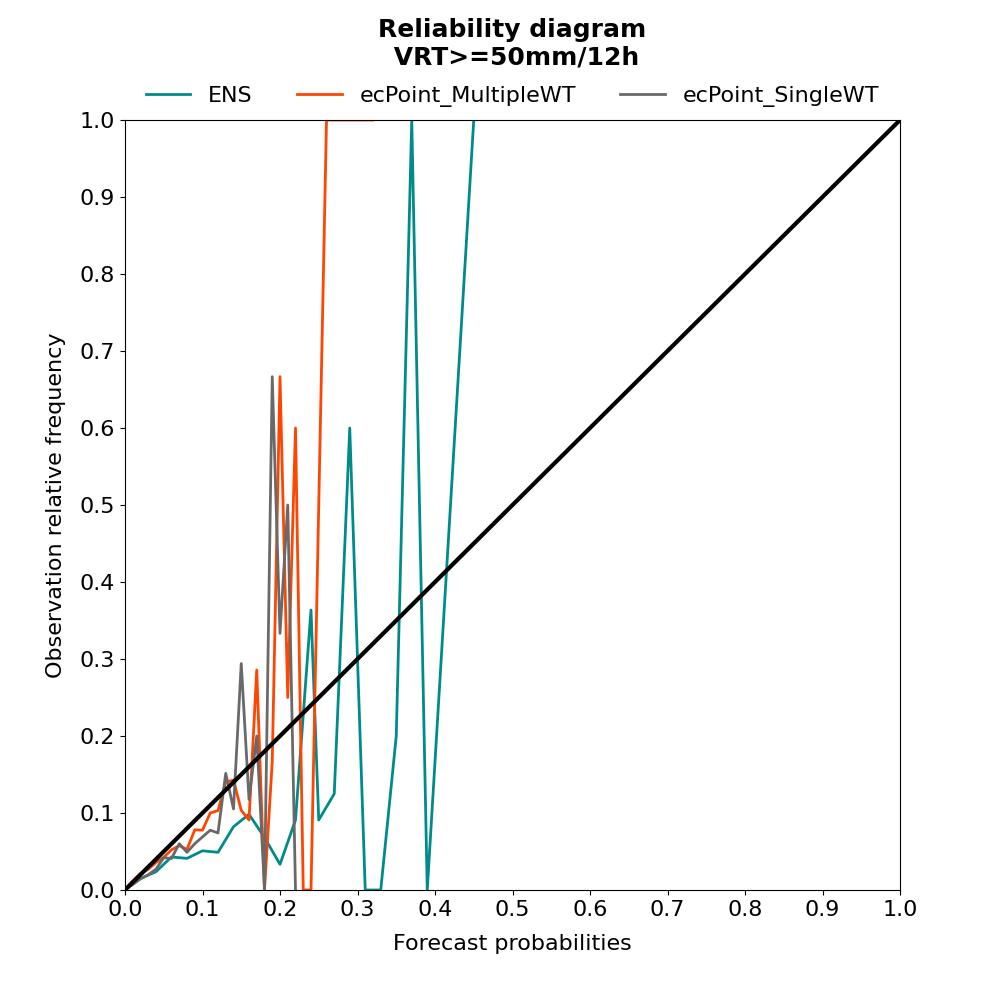 Reliability diagram
VRT>=50mm/12h
ENS ecPoint_MultipleWT ecPoint_SingleWT
1.0
0.9
0.8
0.7
0.6
0.5
0.4
0.3
0.2
0.1
0.0
Observation relative frequency
0.0 0.1 0.2 0.3 0.4 0.5 0.6 0.7 0.8 0.9 1.0
Forecast probabilities